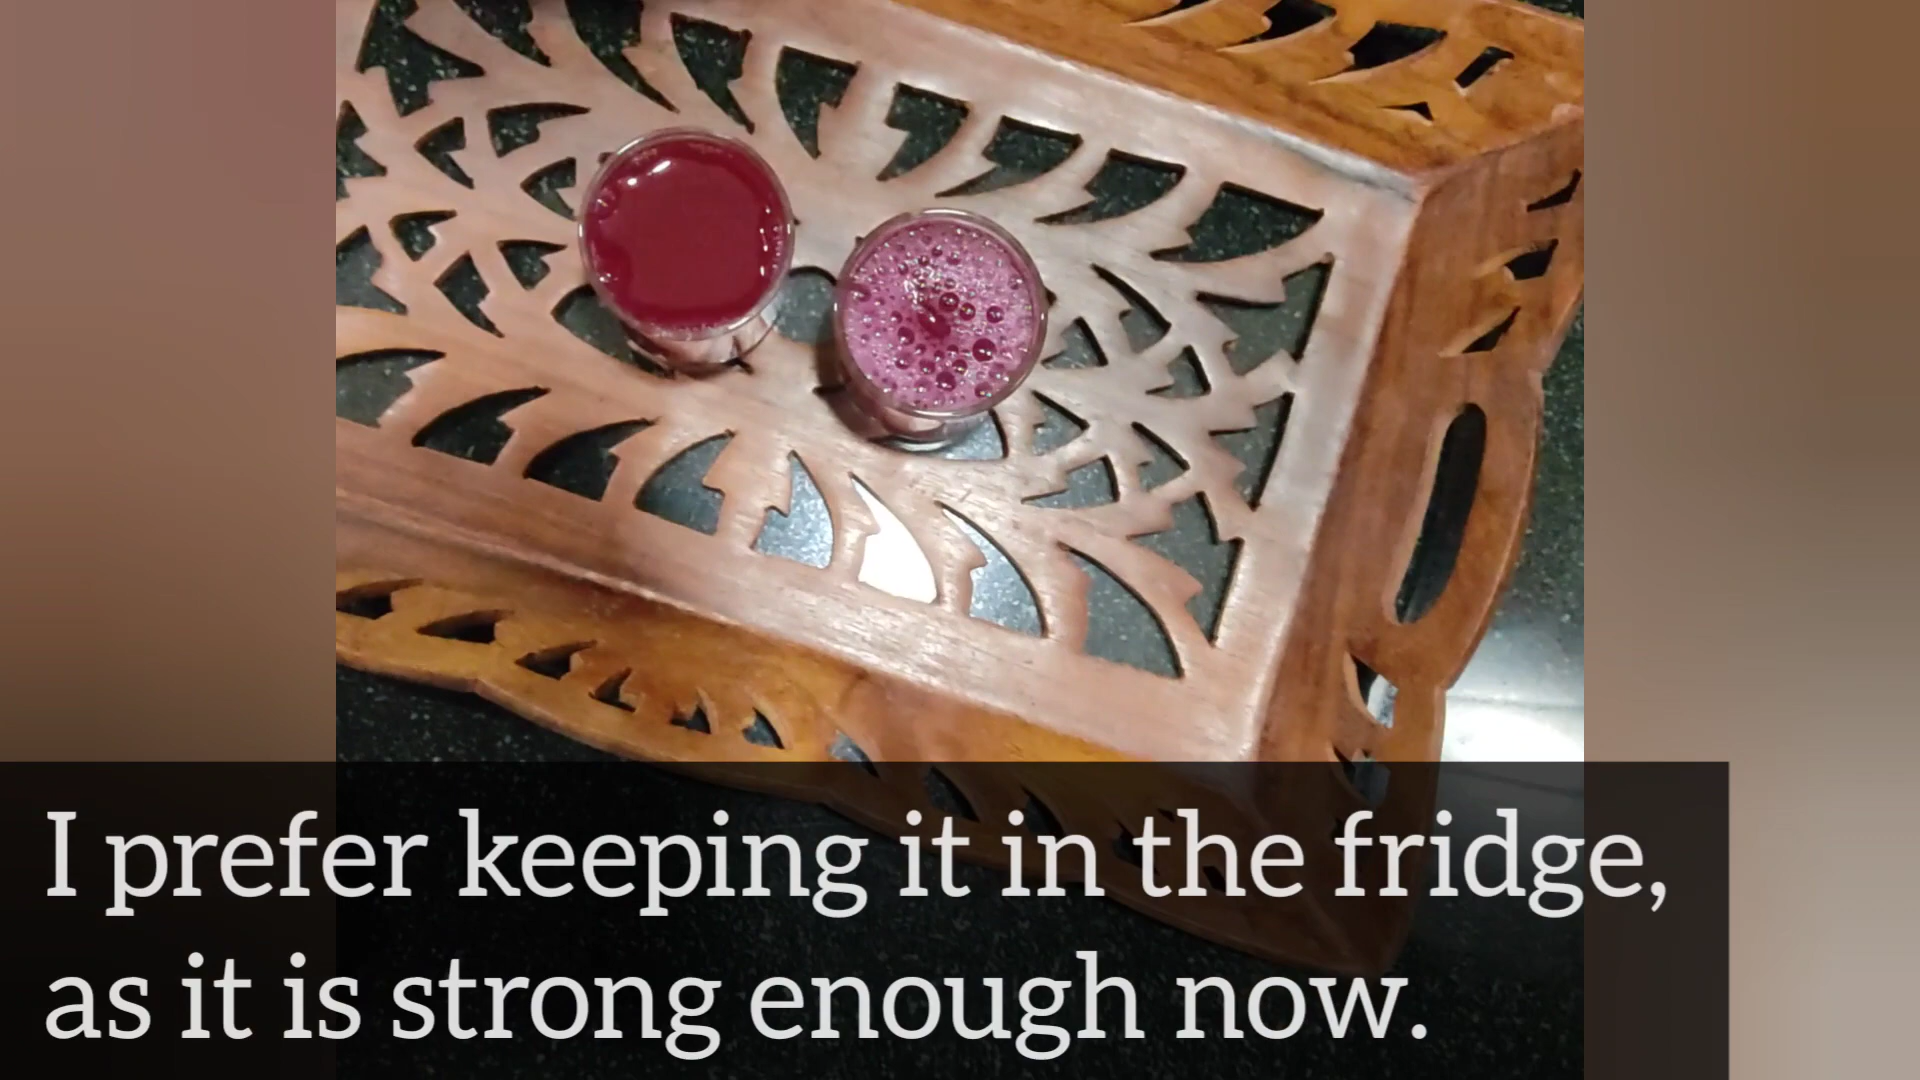 I prefer keeping it in the fridge,
as it is strong enough now.